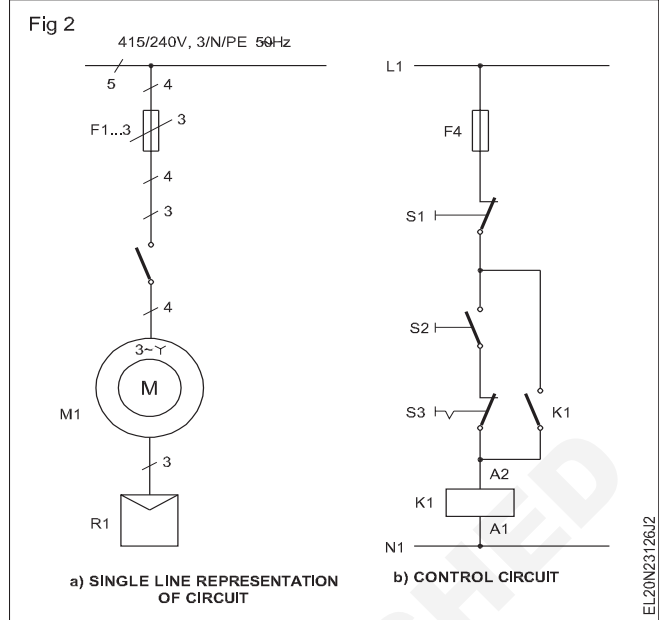 Fig 2
415/240V, 3/N/PE 50Hz
5
4
F1...3
3
4
3
4
3~ Y
M
M1
3
R1
a) SINGLE LINE REPRESENTATION
OF CIRCUIT
L1
F4
S1
S2
S3
K1
A2
K1
A1
N1
b) CONTROL CIRCUIT
EL20N23126J2
SHED